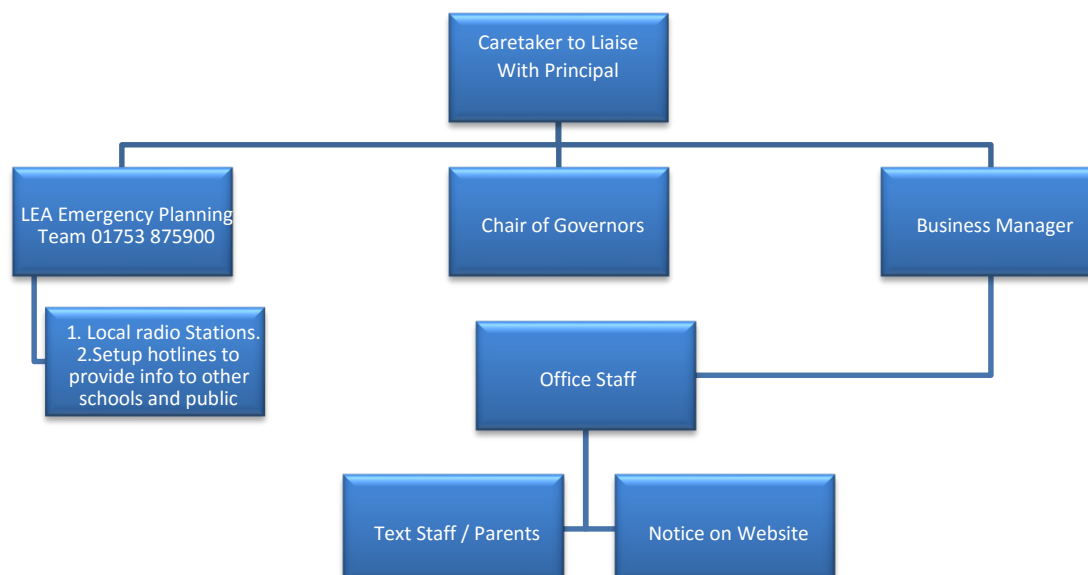 Caretaker to Liaise
With Principal
LEA Emergency Planning
Team 01753 875900
Chair of Governors
Business Manager
1. Local radio Stations.
2.Setup hotlines to
provide info to other
schools and public
Office Staff
Text Staff / Parents
Notice on Website